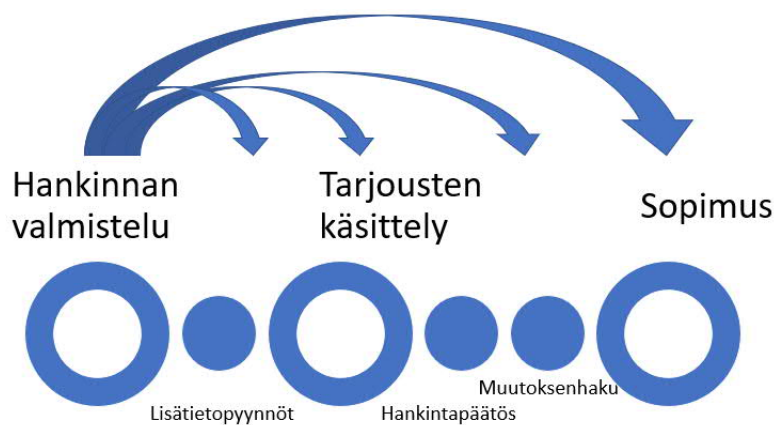 Hankinnan
valmistelu
Tarjousten
käsittely
Sopimus
Lisätietopyynnöt
Hankintapäätös
Muutoksenhaku